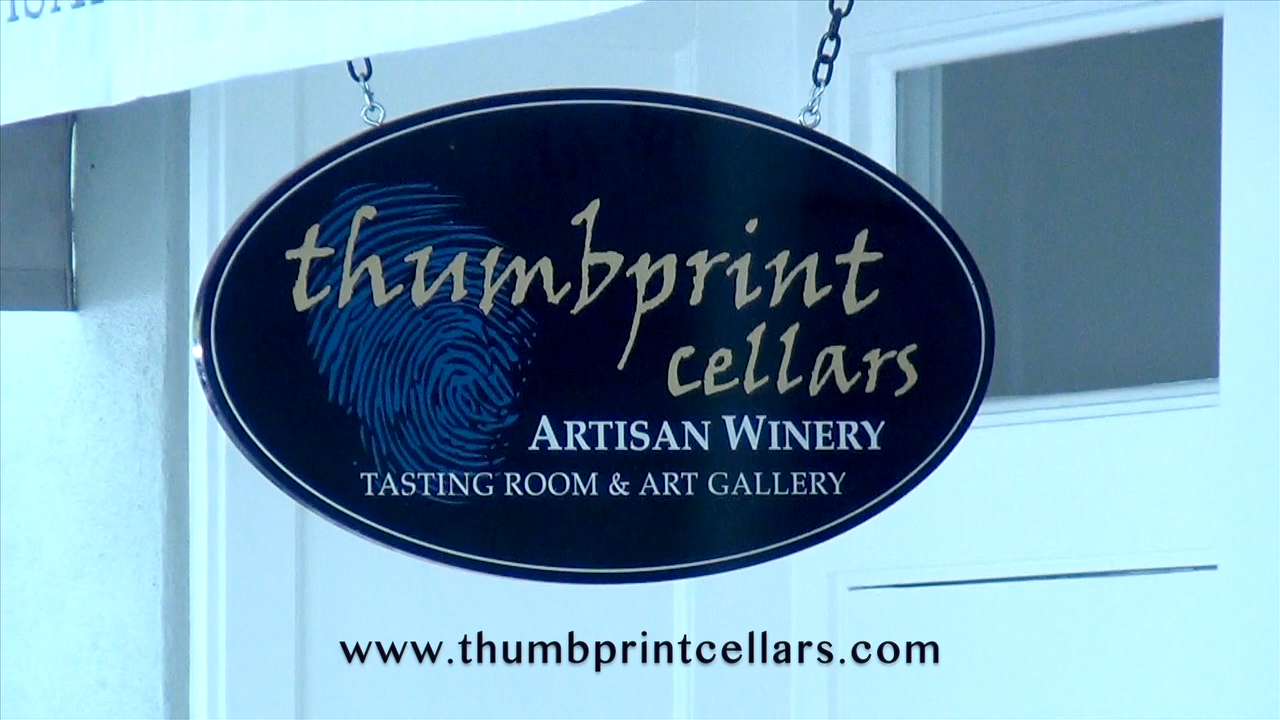 thumbprint
cellars
ARTISAN WINERY
TASTING ROOM & ART GALLERY
www.thumbprintcellars.com